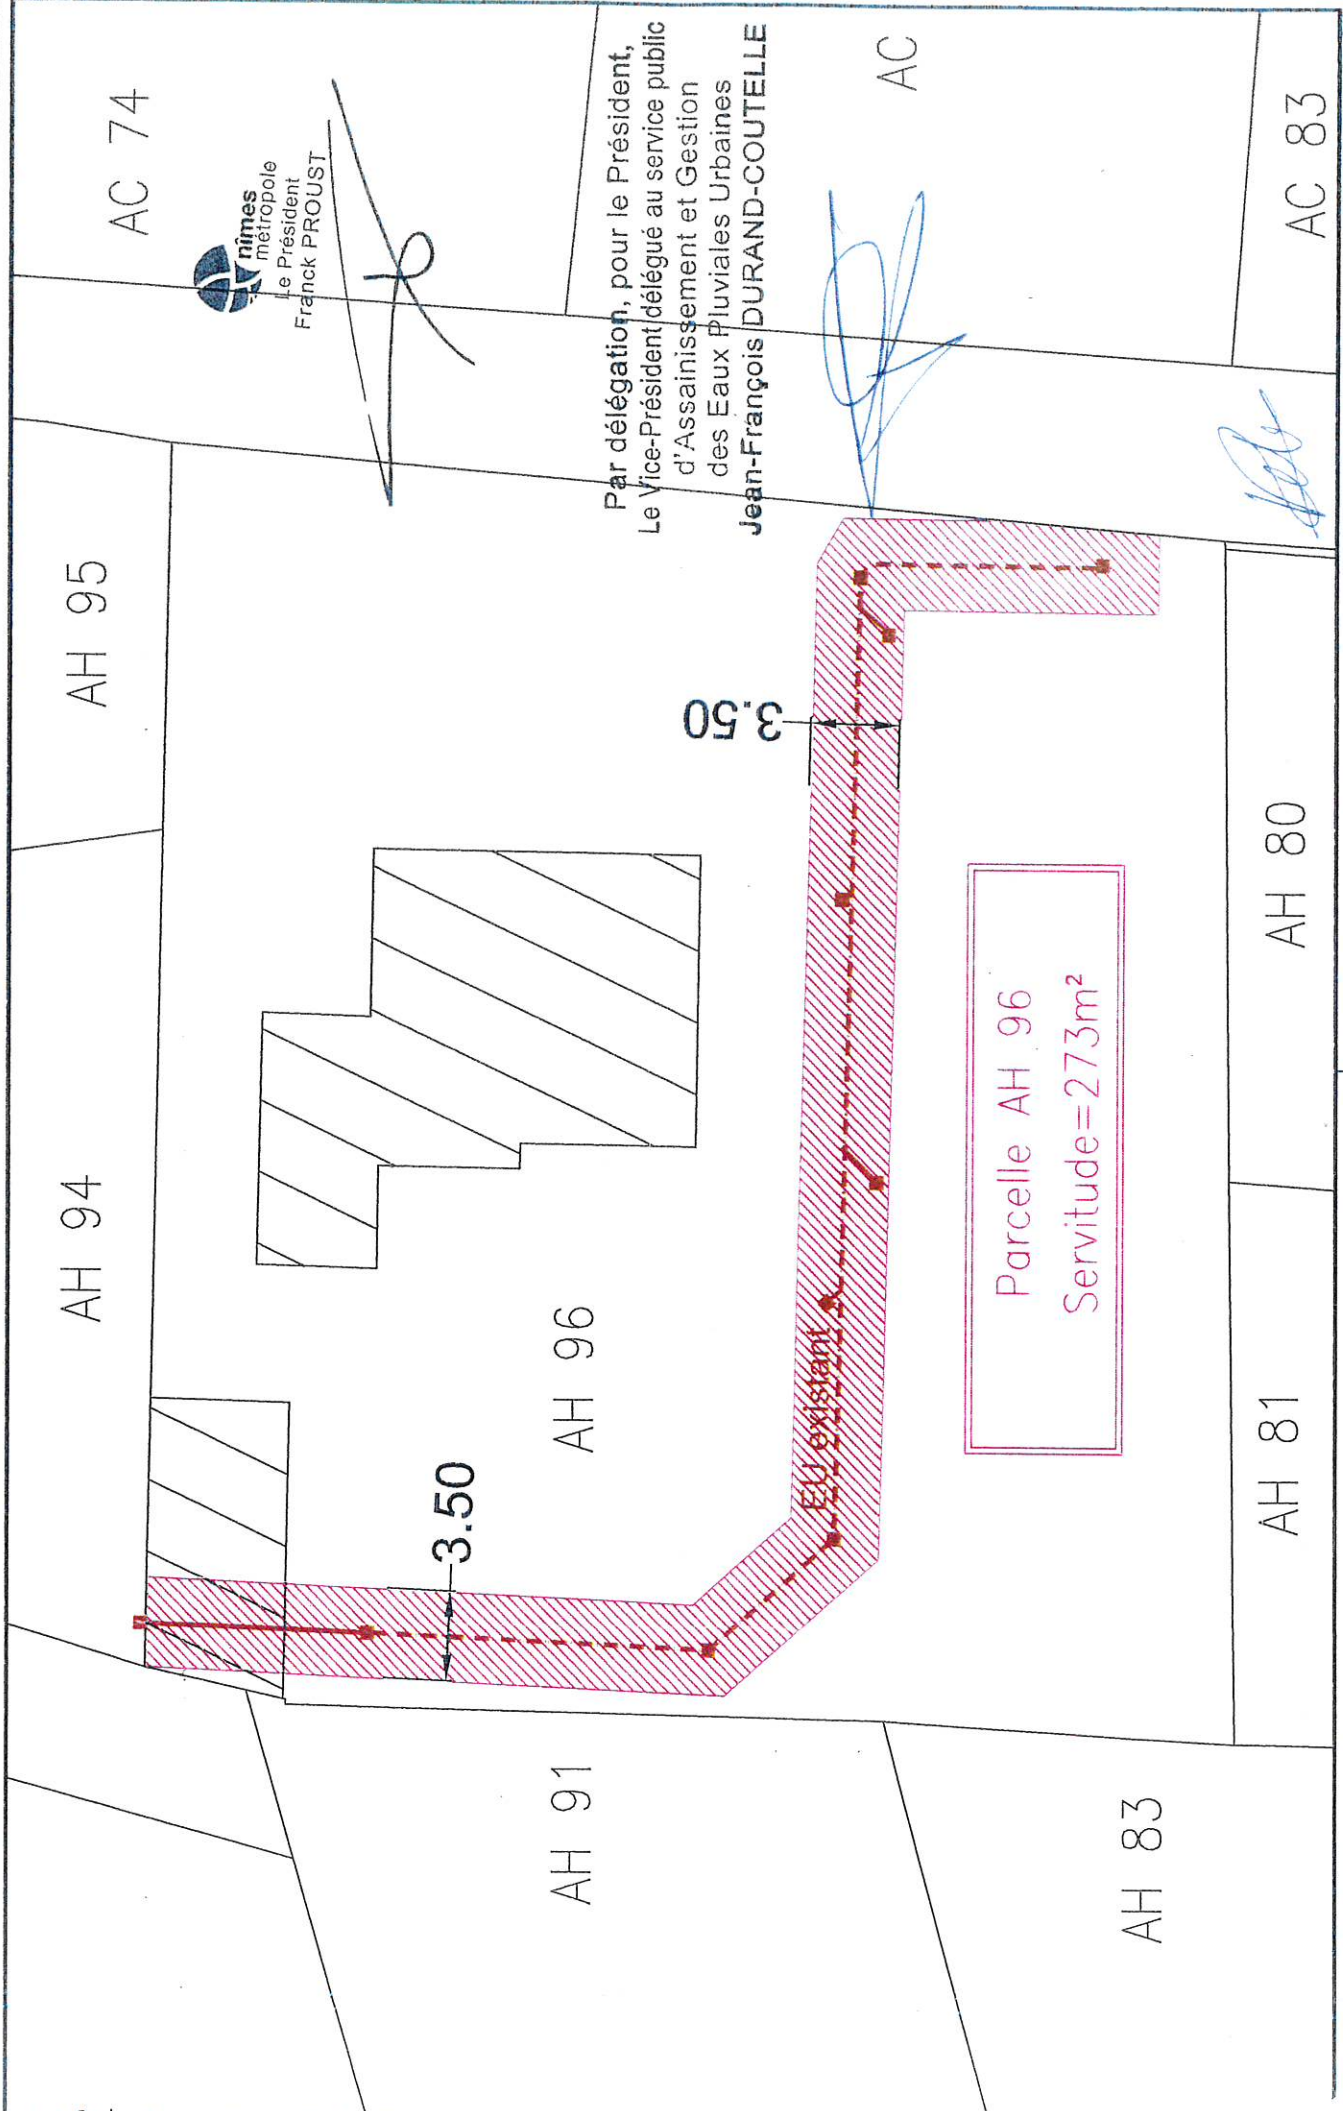 AH 94
AH 95
AC 74
nîmes
métropole
Le Président
Franck PROUST
3.50
AH 96
AH 91
Par délégation, pour le Président,
Le Vice-Président délégué au service public
d'Assainissement et Gestion
des Eaux Pluviales Urbaines
Jean-François DURAND-COUTELLE
3.50
EU existant
AC
Parcelle AH 96
Servitude=273m²
AH 83
AH 81
AH 80
AC 83